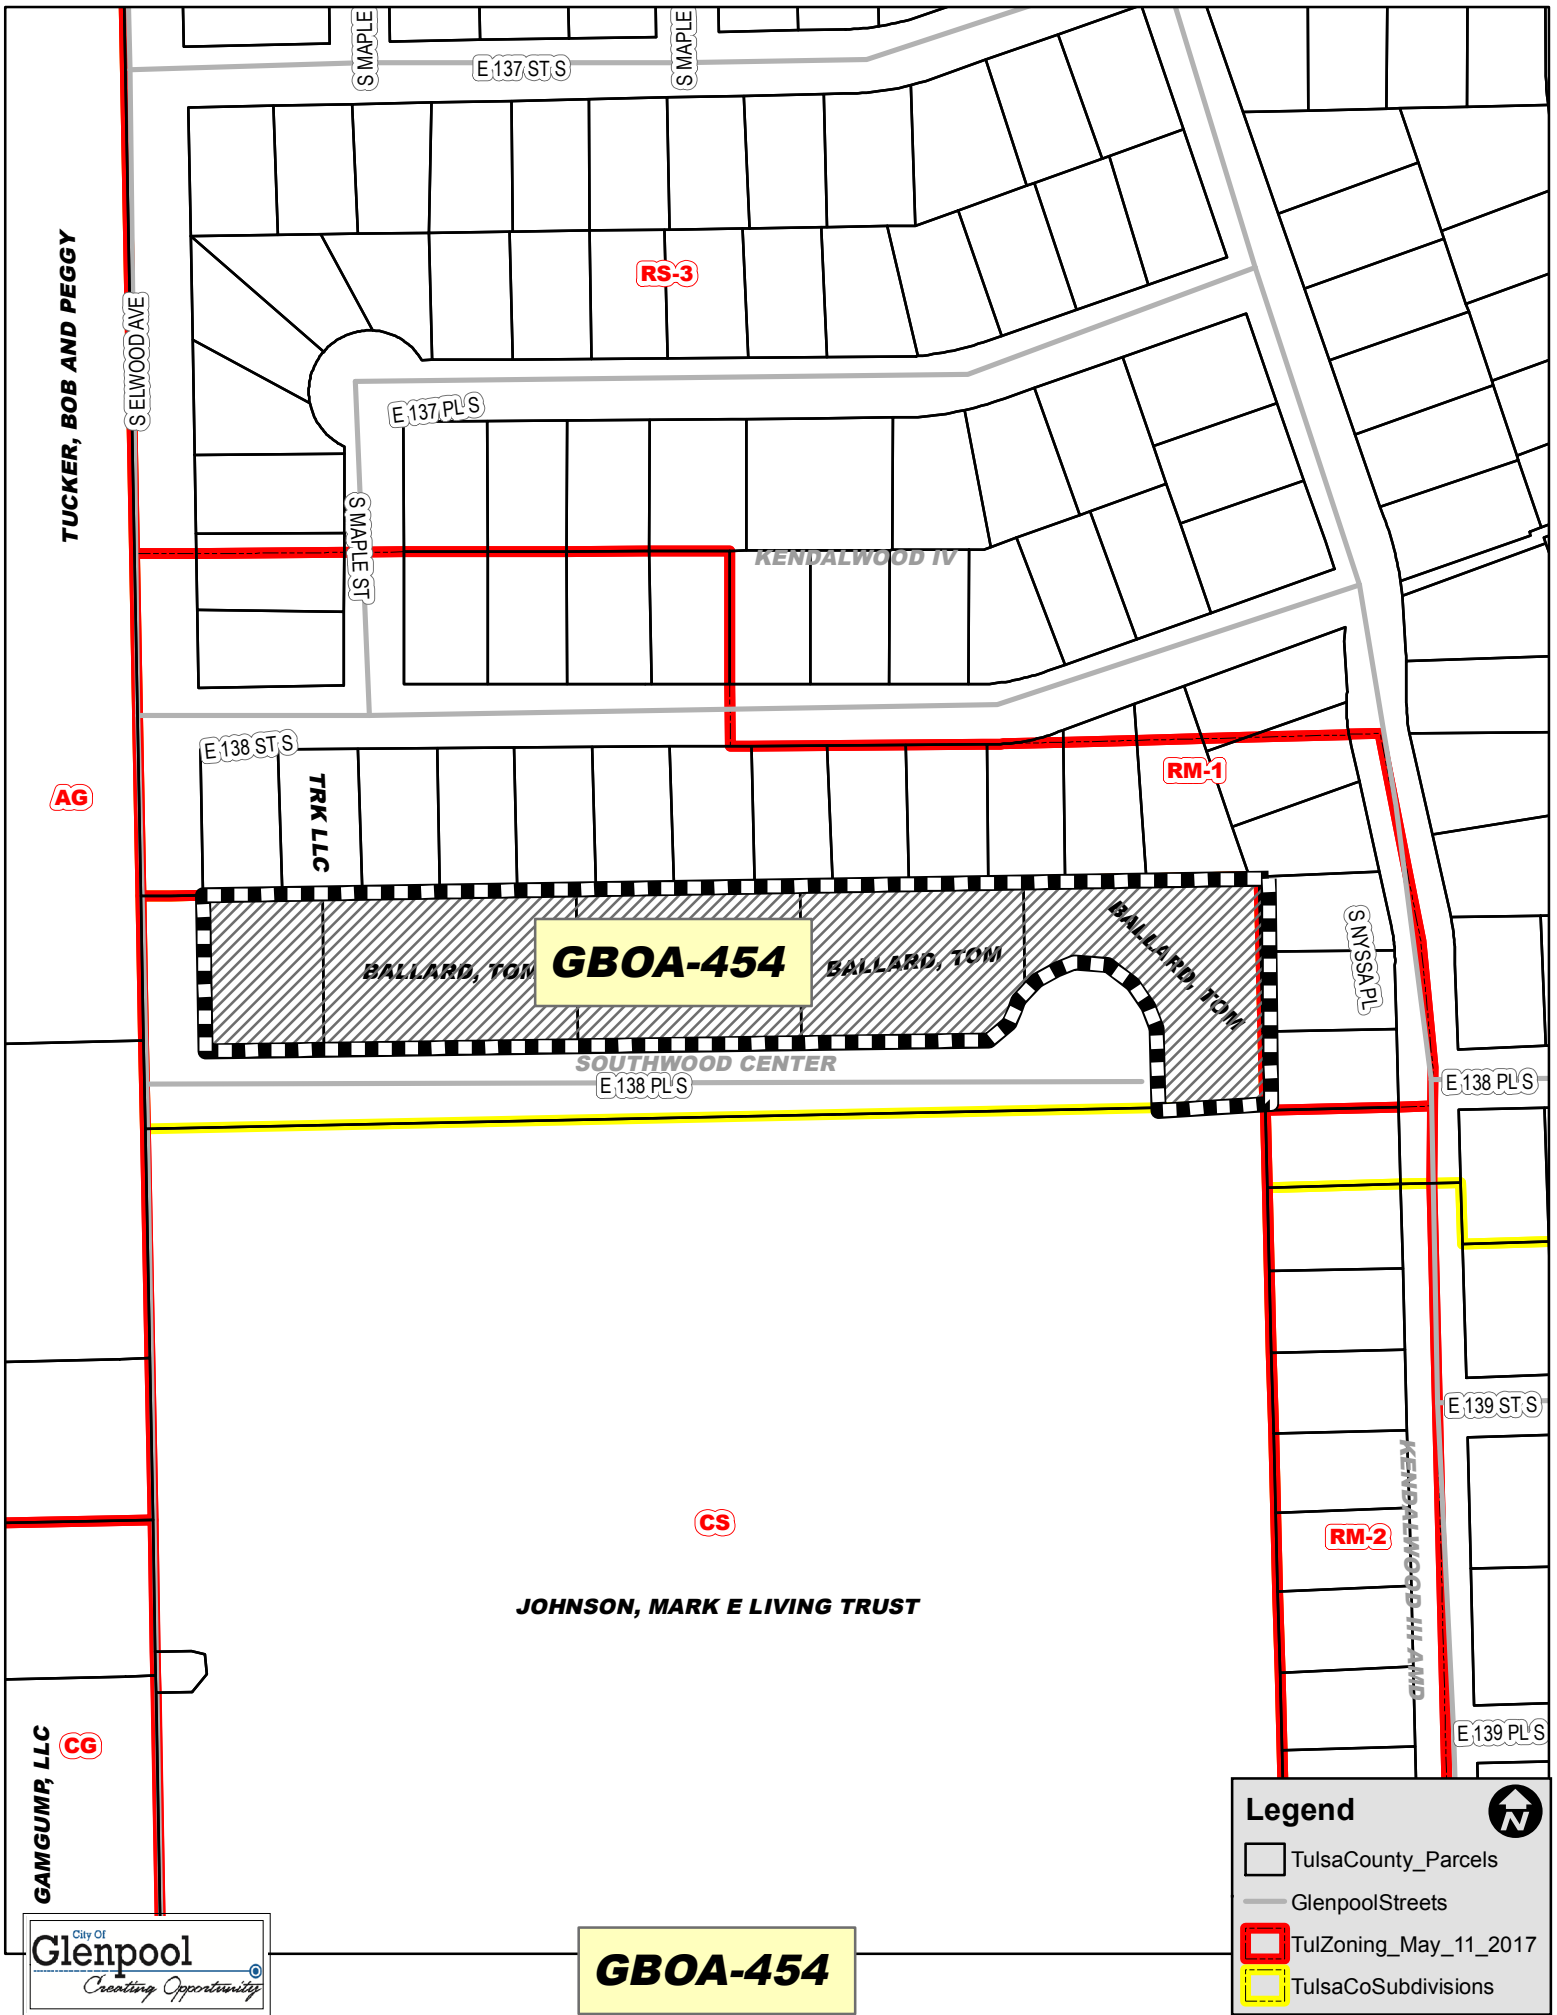 S MAPLE
S MAPLE
E 137 ST S
TUCKER, BOB AND PEGGY
S ELWOOD AVE
RS-3
E 137 PL S
S MAPLE ST
KENDALWOOD IV
E 138 ST S
TRK LLC
AG
RM-1
BALLARD, TOM
GBOA-454
BALLARD, TOM
BALLARD, TOM
S NYSSA PL
SOUTHWOOD CENTER
E 138 PL S
E 138 PL S
E 139 ST S
KENDALWOOD III AMD
CS
RM-2
JOHNSON, MARK E LIVING TRUST
GAMGUMP, LLC
CG
E 139 PL S
Legend
N
TulsaCounty_Parcels
GlenpoolStreets
TulZoning_May_11_2017
TulsaCoSubdivisions
City Of
Glenpool
Creating Opportunity
GBOA-454